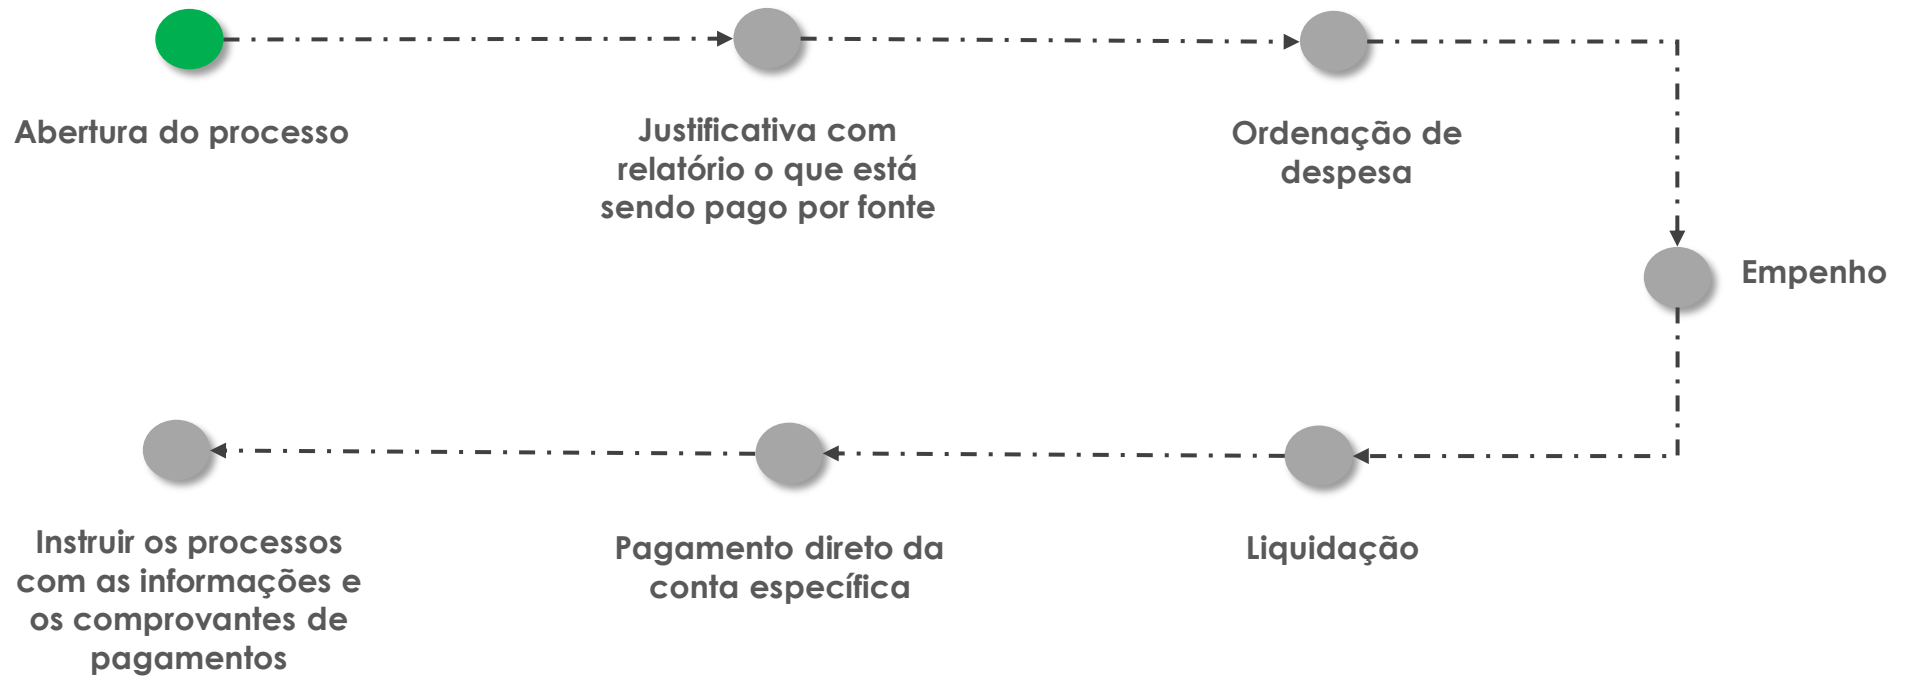 Abertura do processo
Justificativa com
relatório o que está
sendo pago por fonte
Ordenação de
despesa
Empenho
Instruir os processos
com as informações e
os comprovantes de
pagamentos
Pagamento direto da
conta específica
Liquidação